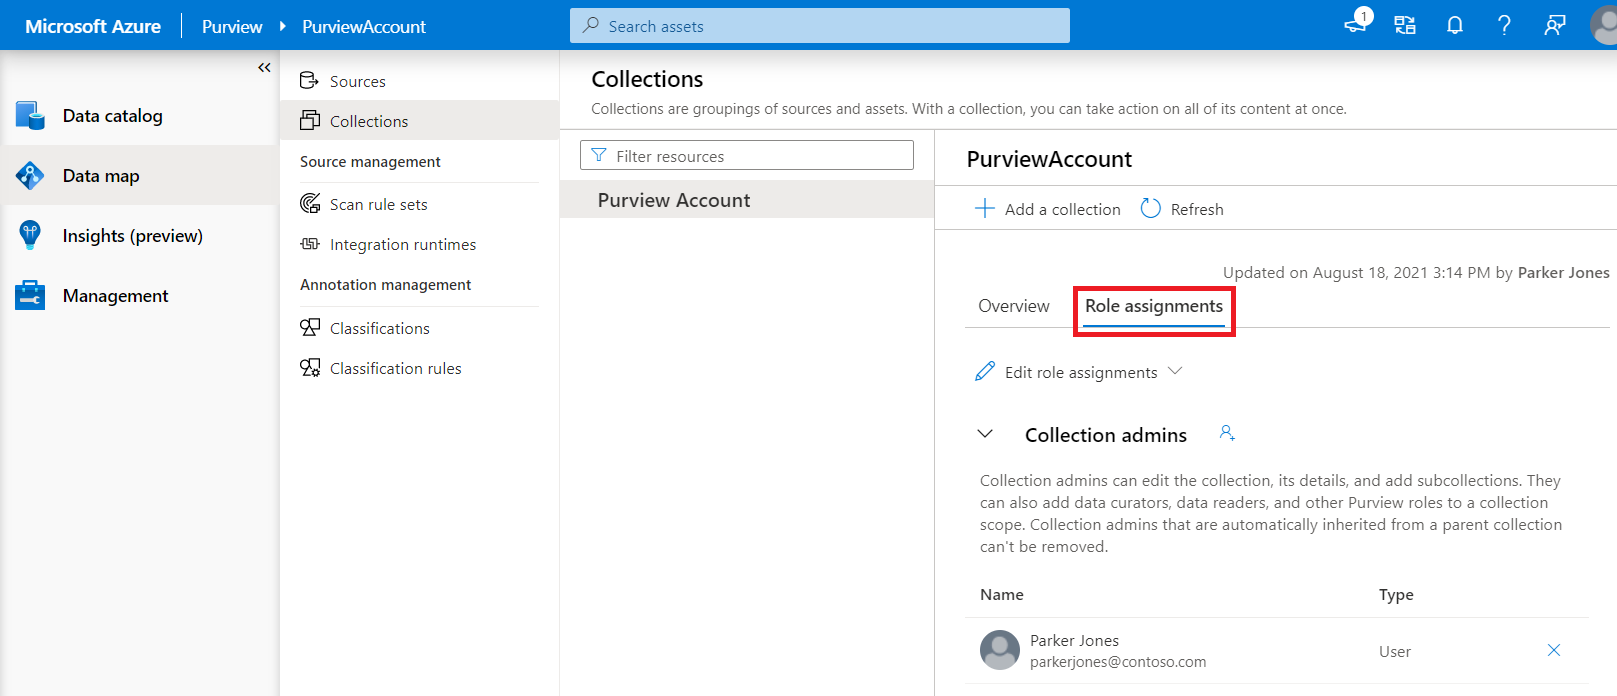 Microsoft Azure
Purview
PurviewAccount
Search assets
1
Data catalog
Data map
Insights (preview)
Management
Sources
Collections
Source management
Scan rule sets
Integration runtimes
Annotation management
Classifications
Classification rules
Collections
Collections are groupings of sources and assets. With a collection, you can take action on all of its content at once.
Filter resources
Purview Account
PurviewAccount
Add a collection
Refresh
Updated on August 18, 2021 3:14 PM by Parker Jones
Overview
Role assignments
Edit role assignments
Collection admins
Collection admins can edit the collection, its details, and add subcollections. They
can also add data curators, data readers, and other Purview roles to a collection
scope. Collection admins that are automatically inherited from a parent collection
can't be removed.
Name
Type
Parker Jones
parkerjones@contoso.com
User